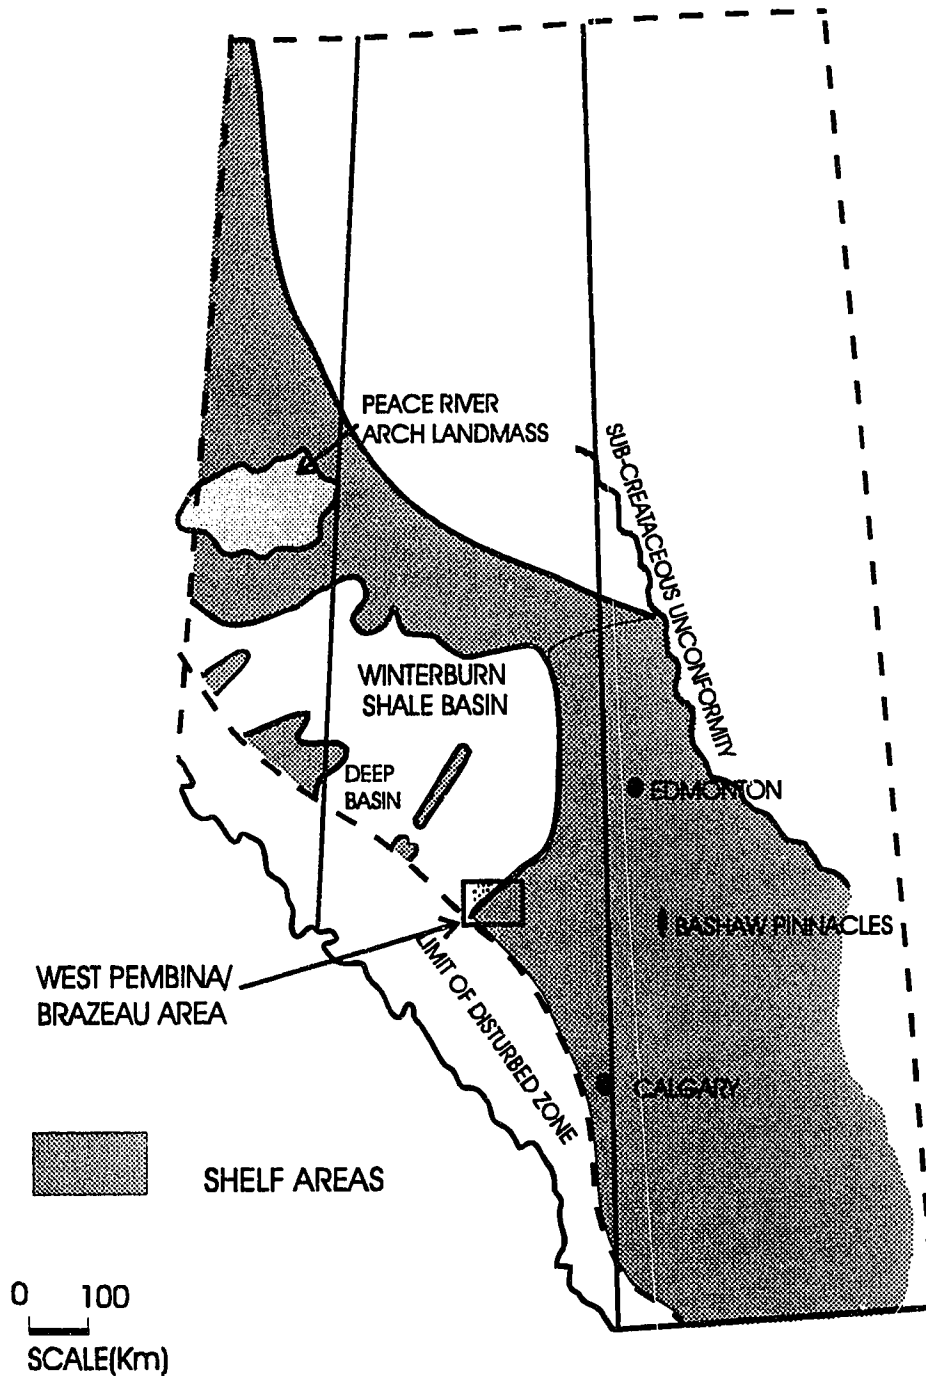 PEACE RIVER
ARCH LANDMASS
SUB-CREATACEOUS UNCONFORMITY
WINTERBURN
SHALE BASIN
DEEP
BASIN
EDMONTON
BASHAW PINNACLES
WEST PEMBINA/
BRAZEAU AREA
LIMIT OF DISTURBED ZONE
CALGARY
SHELF AREAS
0 100
SCALE(Km)